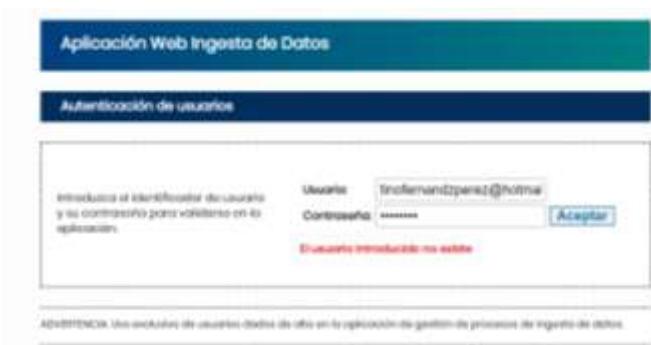 Aplicación Web Ingesta de Datos
Autenticación de usuarios
Introduzca el identificador de usuario
y su contraseña para validarse en la
aplicación.
Usuario tinofernandzperez@hotmai
Contraseña ••••••••
Aceptar
El usuario introducido no existe
ADVERTENCIA: Uso exclusivo de usuarios dados de alta en la aplicación de gestión de procesos de ingesta de datos.